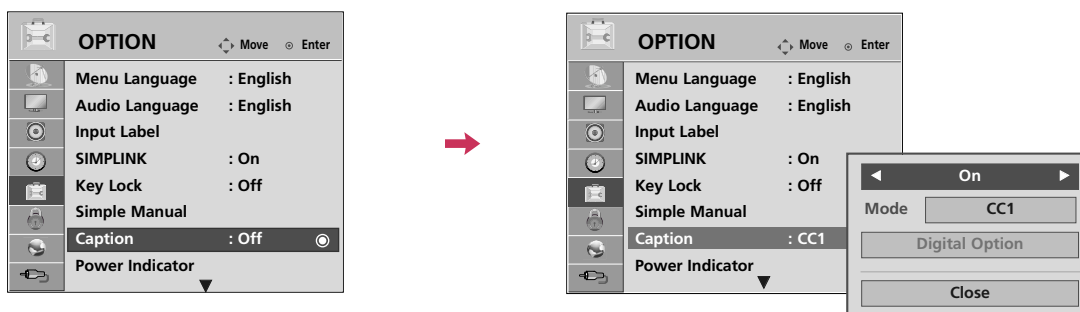 OPTION Move Enter
Menu Language : English
Audio Language : English
Input Label
SIMPLINK : On
Key Lock : Off
Simple Manual
Caption : Off
Power Indicator
OPTION Move Enter
Menu Language : English
Audio Language : English
Input Label
SIMPLINK : On
Key Lock : Off
Simple Manual
Caption : CC1
Power Indicator
On
Mode CC1
Digital Option
Close